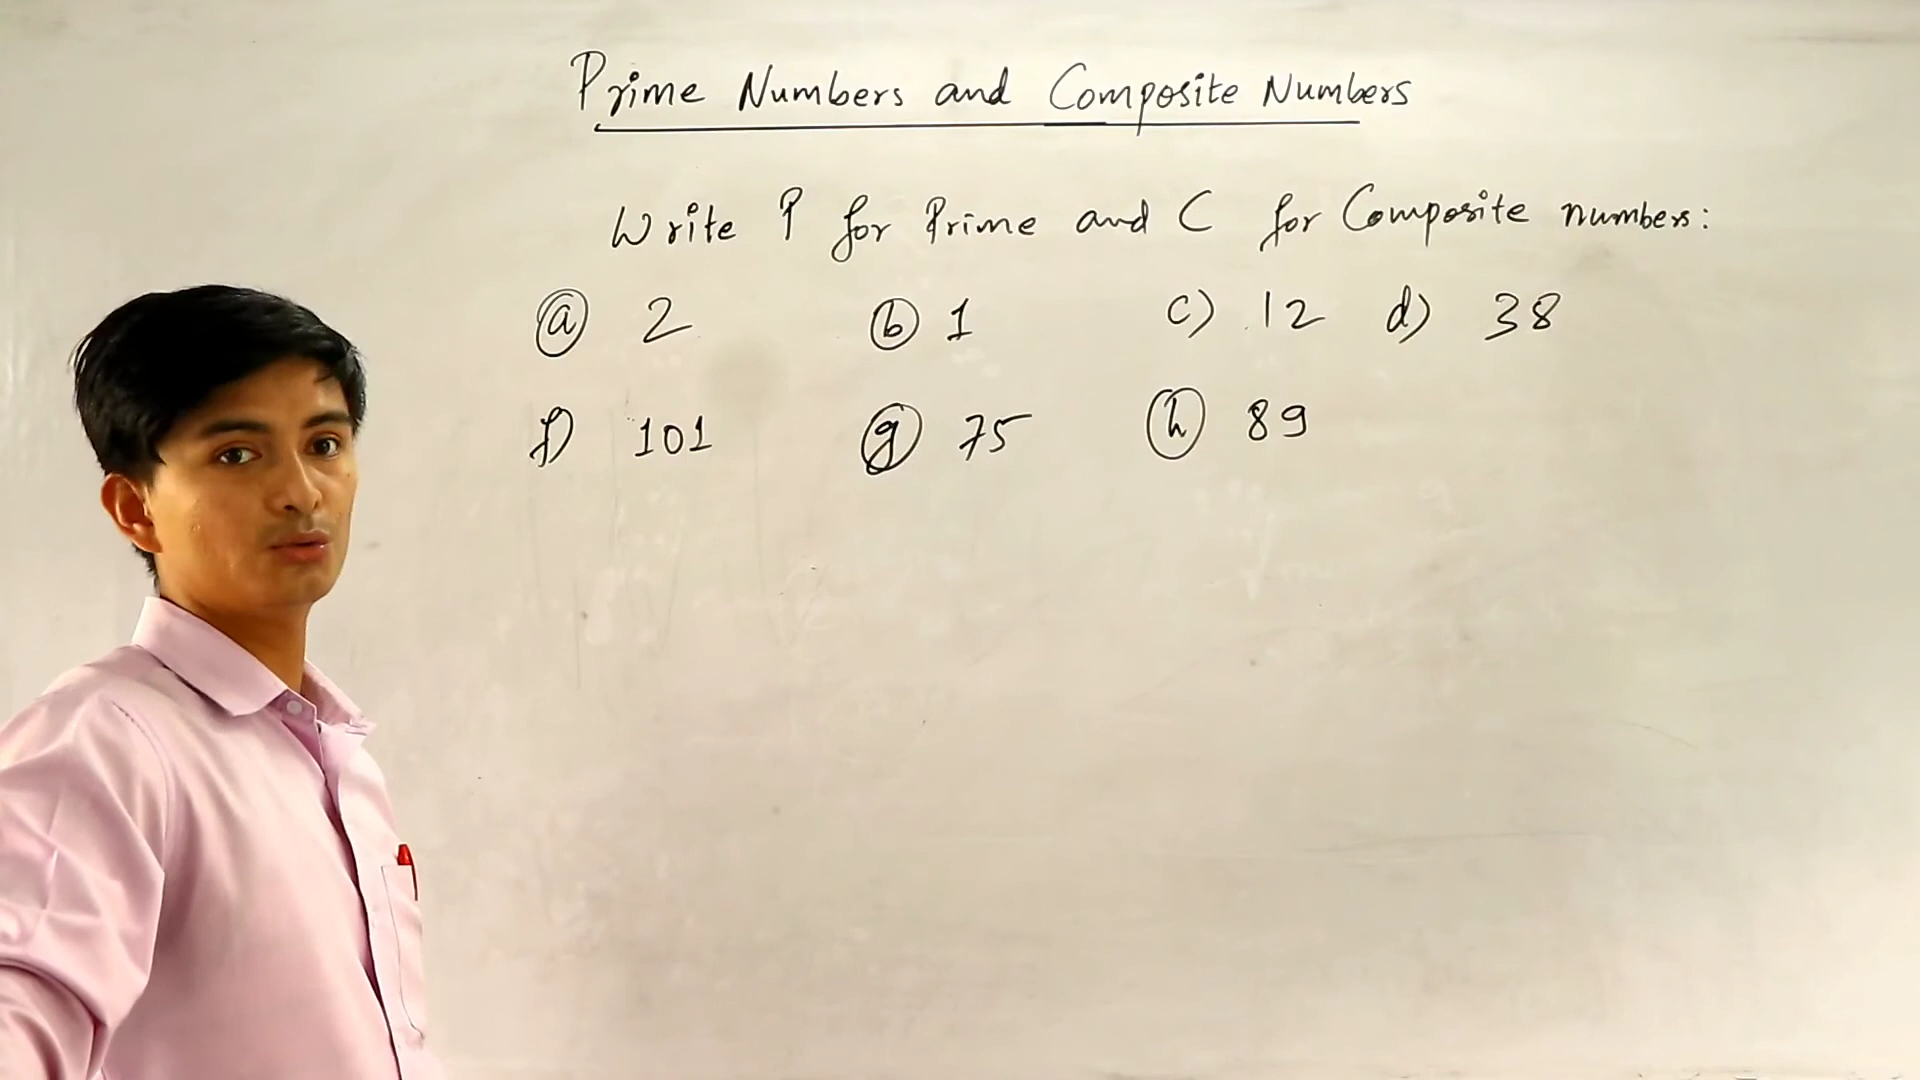 Prime Numbers and Composite Numbers
Write P for Prime and C for Composite numbers:
(a) 2 (b) 1 c) 12 d) 38
f) 101 (g) 75 (h) 89